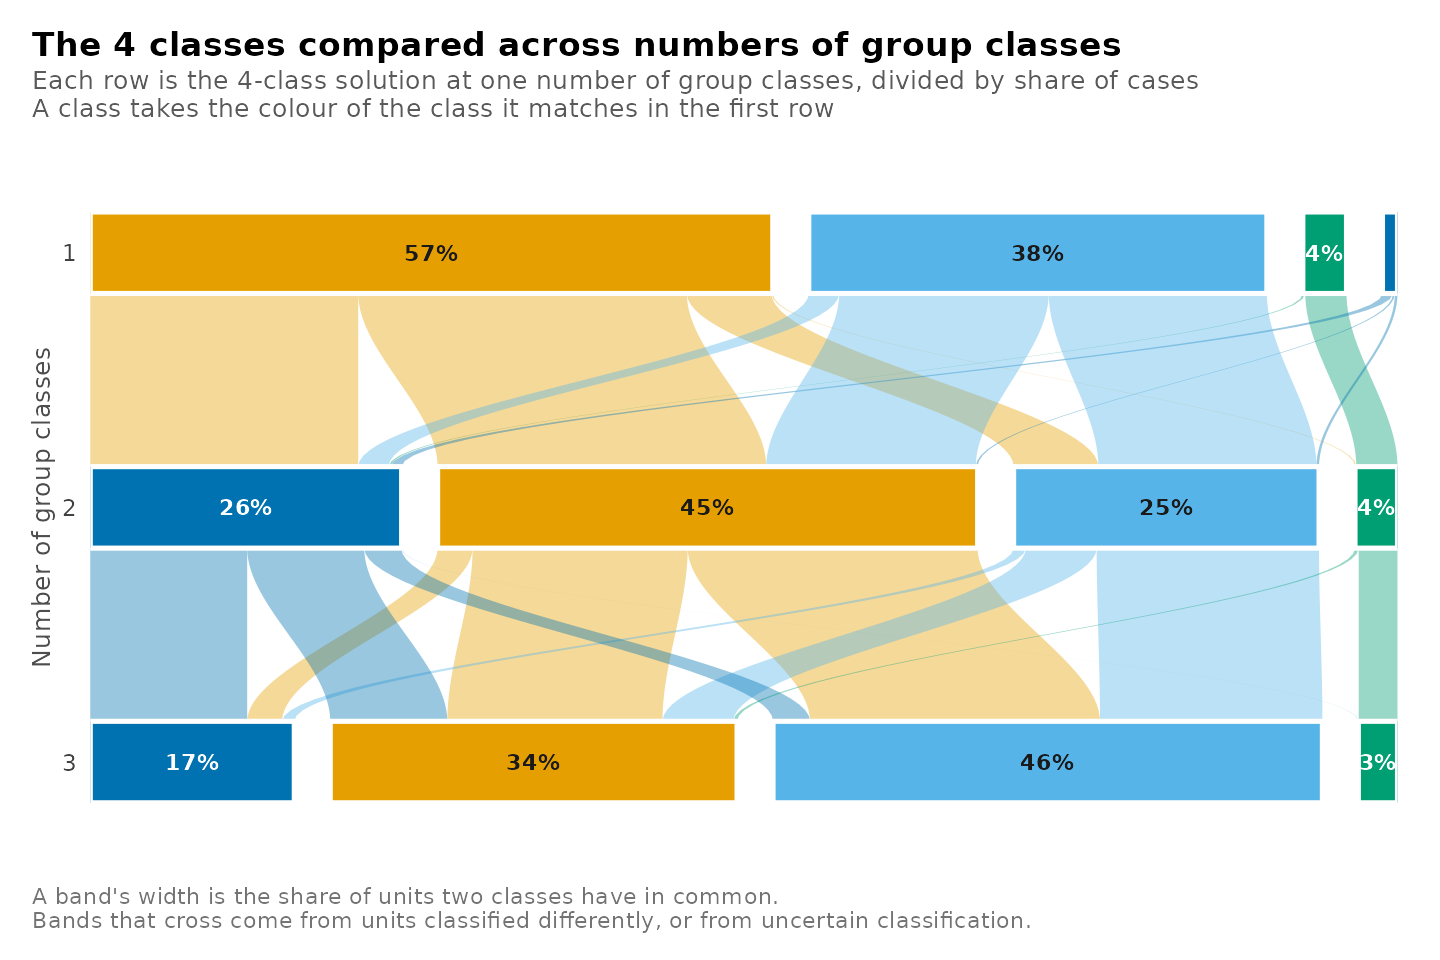 The 4 classes compared across numbers of group classes
Each row is the 4-class solution at one number of group classes, divided by share of cases
A class takes the colour of the class it matches in the first row
Number of group classes
1
57%
38%
4%
2
26%
45%
25%
4%
3
17%
34%
46%
3%
A band's width is the share of units two classes have in common.
Bands that cross come from units classified differently, or from uncertain classification.